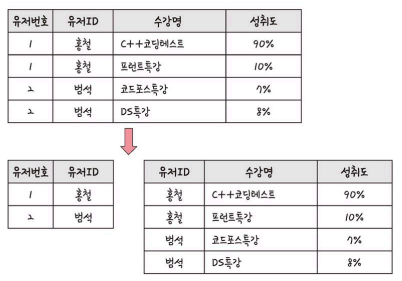 유저번호 유저ID 수강명 성취도
1 홍철 C++코딩테스트 90%
1 홍철 프런트특강 10%
2 범석 코드포스특강 7%
2 범석 DS특강 8%
유저번호 유저ID
1 홍철
2 범석
유저ID 수강명 성취도
홍철 C++코딩테스트 90%
홍철 프런트특강 10%
범석 코드포스특강 7%
범석 DS특강 8%